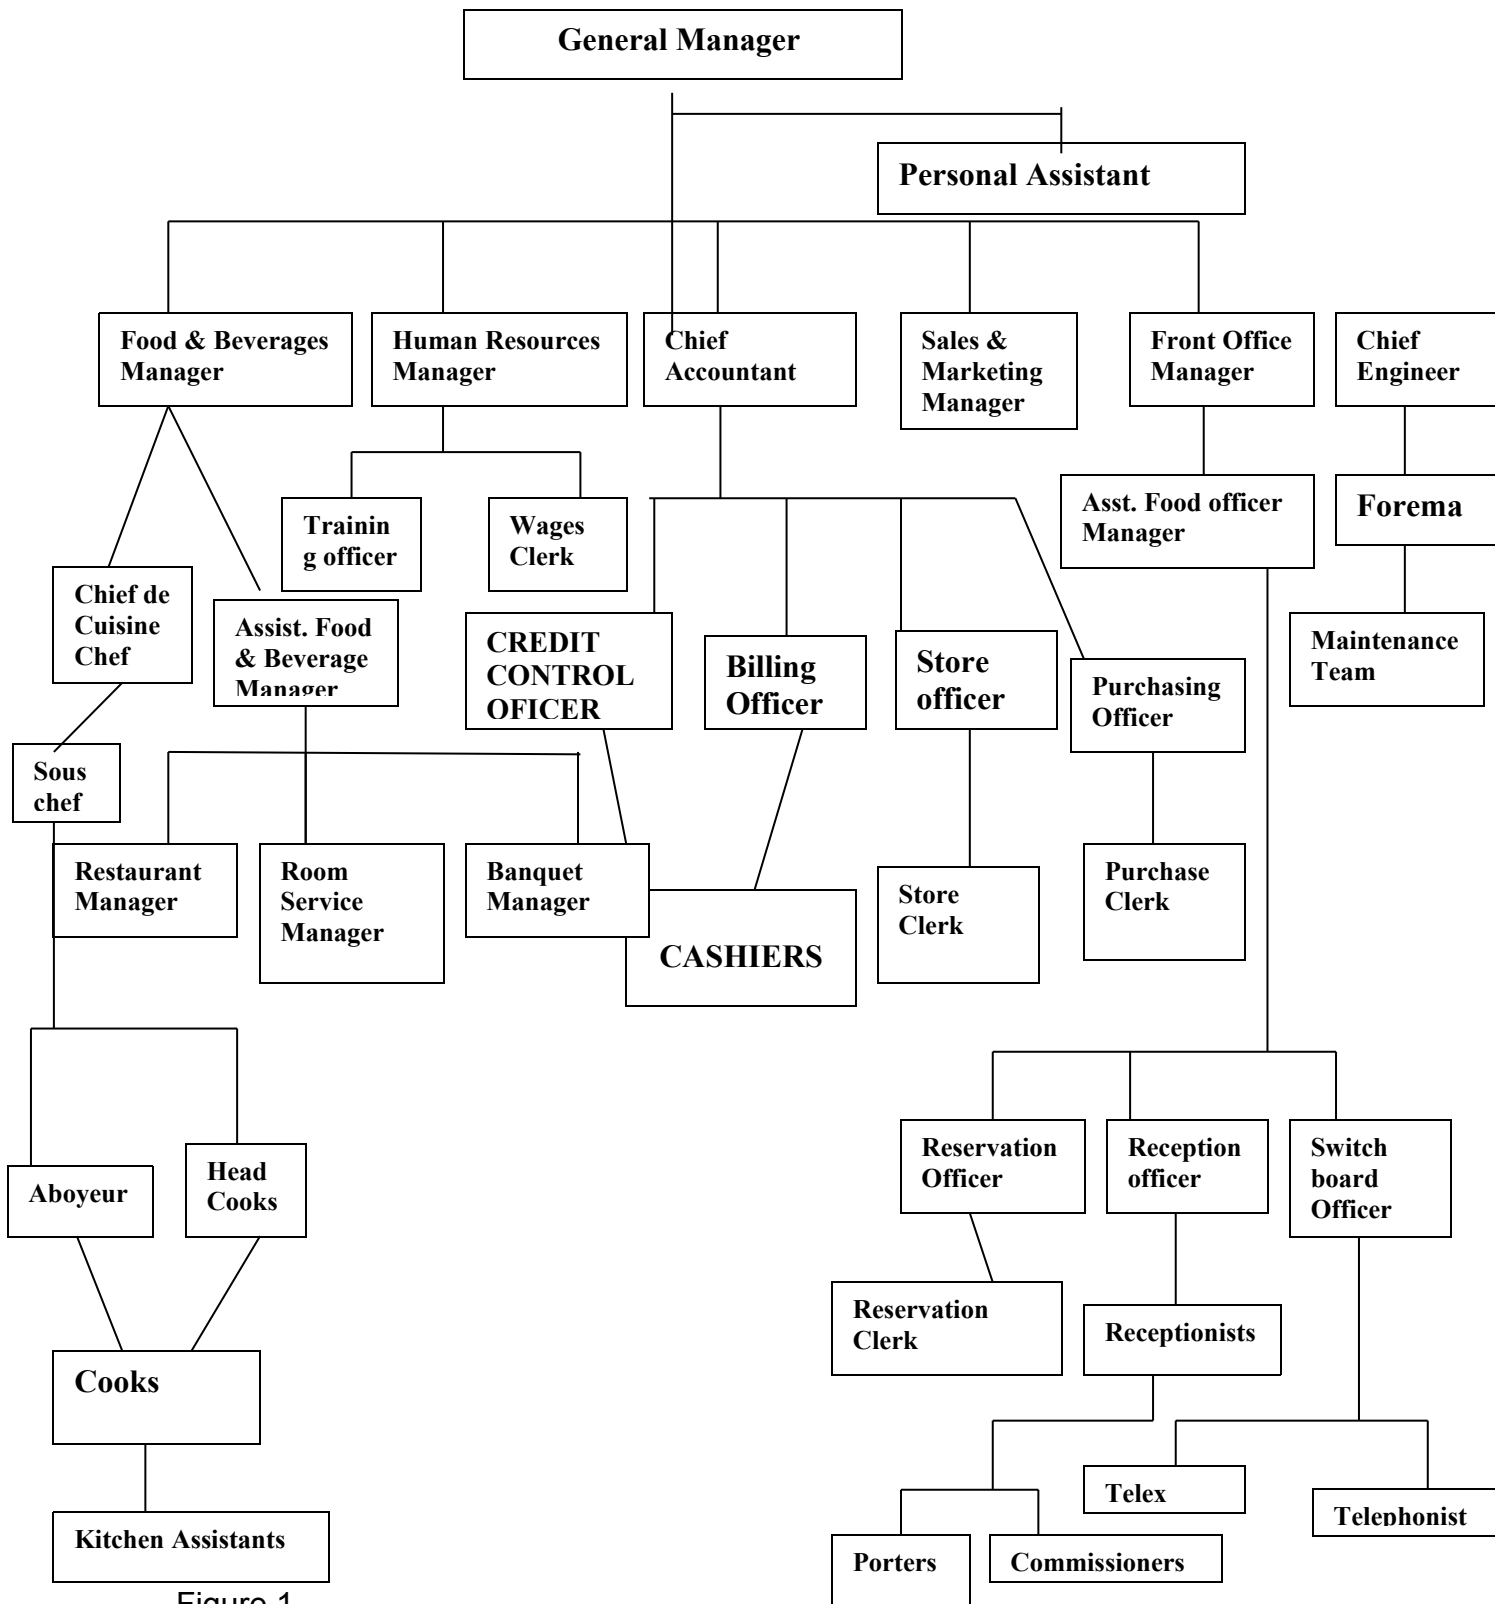 General Manager
Personal Assistant
Food & Beverages
Manager
Human Resources
Manager
Chief
Accountant
Sales &
Marketing
Manager
Front Office
Manager
Chief
Engineer
Trainin
g officer
Wages
Clerk
Asst. Food officer
Manager
Forema
Chief de
Cuisine
Chef
Assist. Food
& Beverage
Manager
CREDIT
CONTROL
OFICER
Billing
Officer
Store
officer
Purchasing
Officer
Maintenance
Team
Sous
chef
Restaurant
Manager
Room
Service
Manager
Banquet
Manager
CASHIERS
Store
Clerk
Purchase
Clerk
Aboyeur
Head
Cooks
Reservation
Officer
Reception
officer
Switch
board
Officer
Reservation
Clerk
Receptionists
Cooks
Telex
Telephonist
Kitchen Assistants
Porters
Commissioners
Figure 1